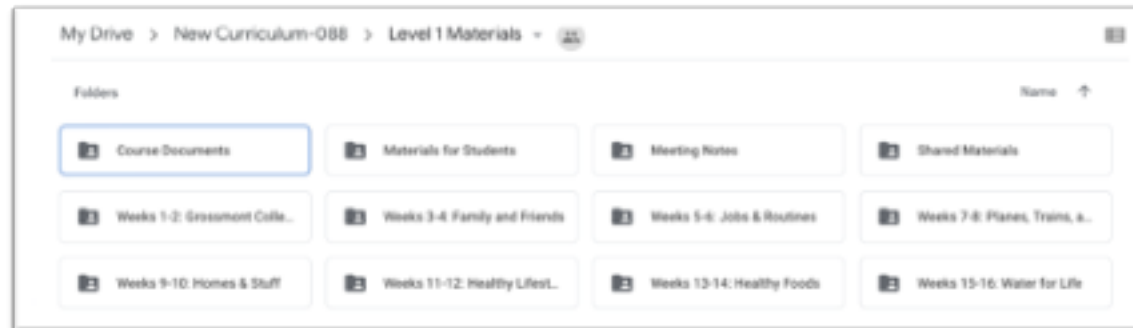 My Drive > New Curriculum-088 > Level 1 Materials
Folders Name ↑
Course Documents Materials for Students Meeting Notes Shared Materials
Weeks 1-2: Grossmont Colle... Weeks 3-4: Family and Friends Weeks 5-6: Jobs & Routines Weeks 7-8: Planes, Trains, a...
Weeks 9-10: Homes & Stuff Weeks 11-12: Healthy Lifest... Weeks 13-14: Healthy Foods Weeks 15-16: Water for Life